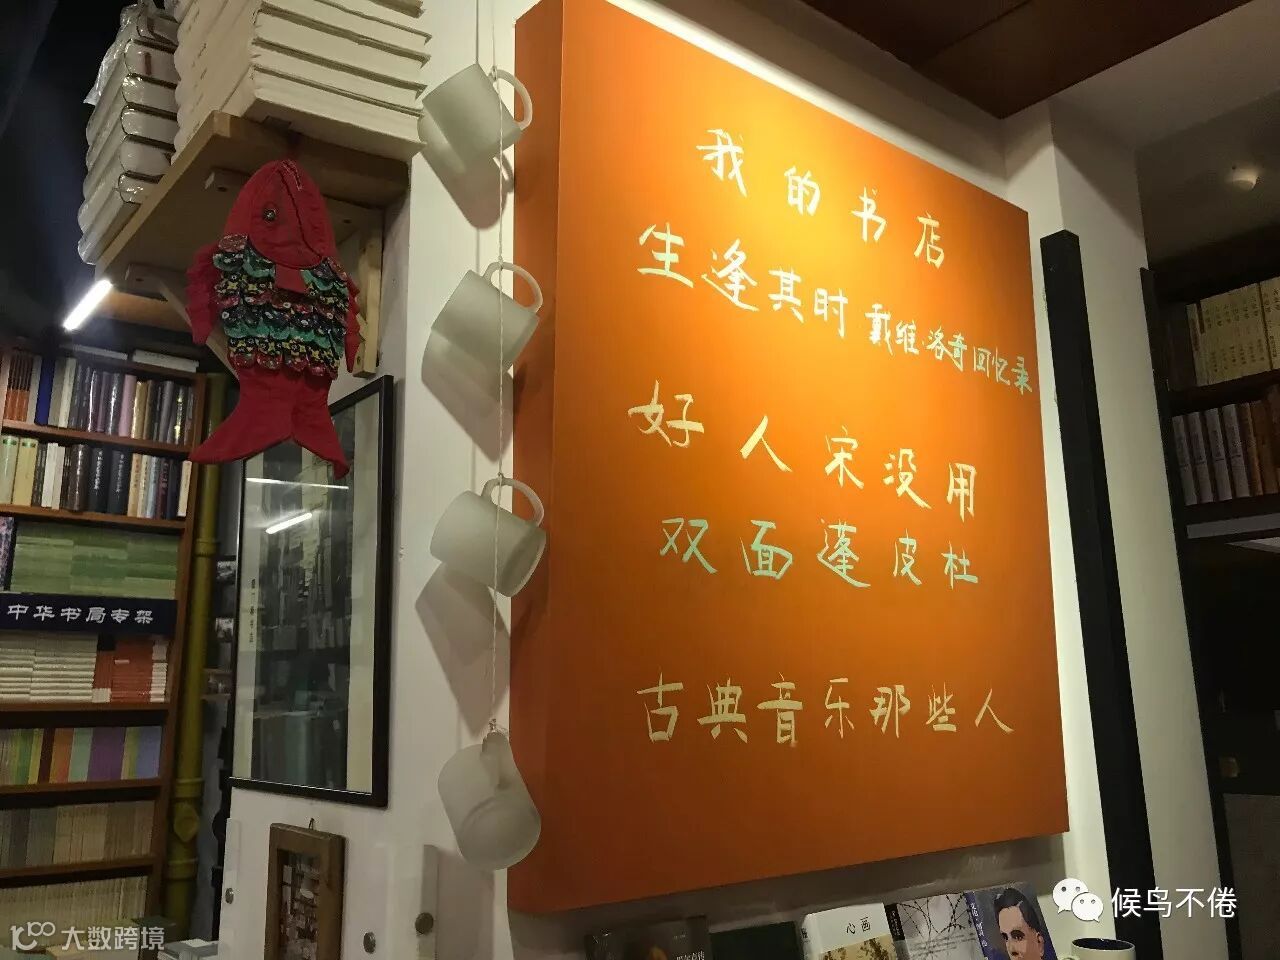 我的书店
生逢其时 戴维·洛奇回忆录
好人宋没用
双面蓬皮杜
古典音乐那些人
中华书局专架
心画
候鸟不倦
大数跨境